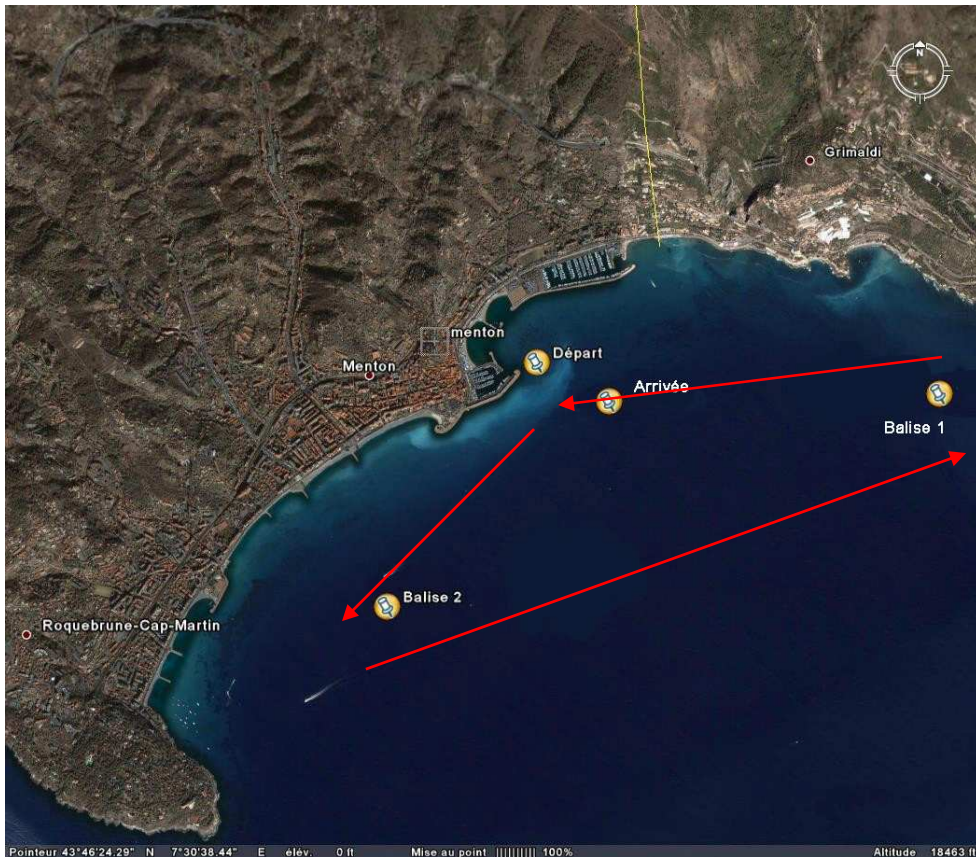 N
Grimaldi
menton
Départ
Menton
Arrivée
Balise 1
Balise 2
Roquebrune-Cap-Martin
Pointeur 43°46'24.29" N 7°30'38.44" E élév. 0 ft Mise au point |||||||||| 100% Altitude 18463 ft